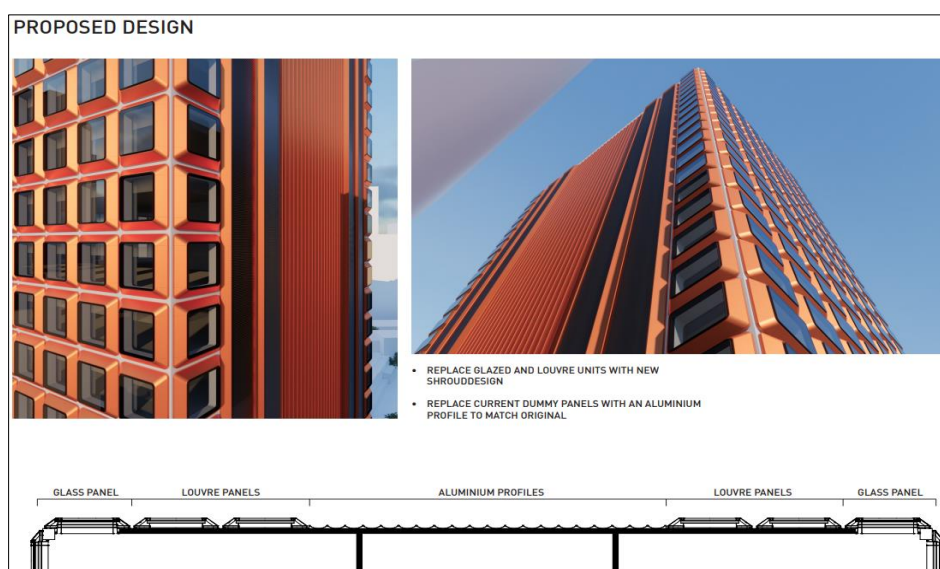 PROPOSED DESIGN
• REPLACE GLAZED AND LOUVRE UNITS WITH NEW
SHROUDDESIGN
• REPLACE CURRENT DUMMY PANELS WITH AN ALUMINIUM
PROFILE TO MATCH ORIGINAL
GLASS PANEL
LOUVRE PANELS
ALUMINIUM PROFILES
LOUVRE PANELS
GLASS PANEL